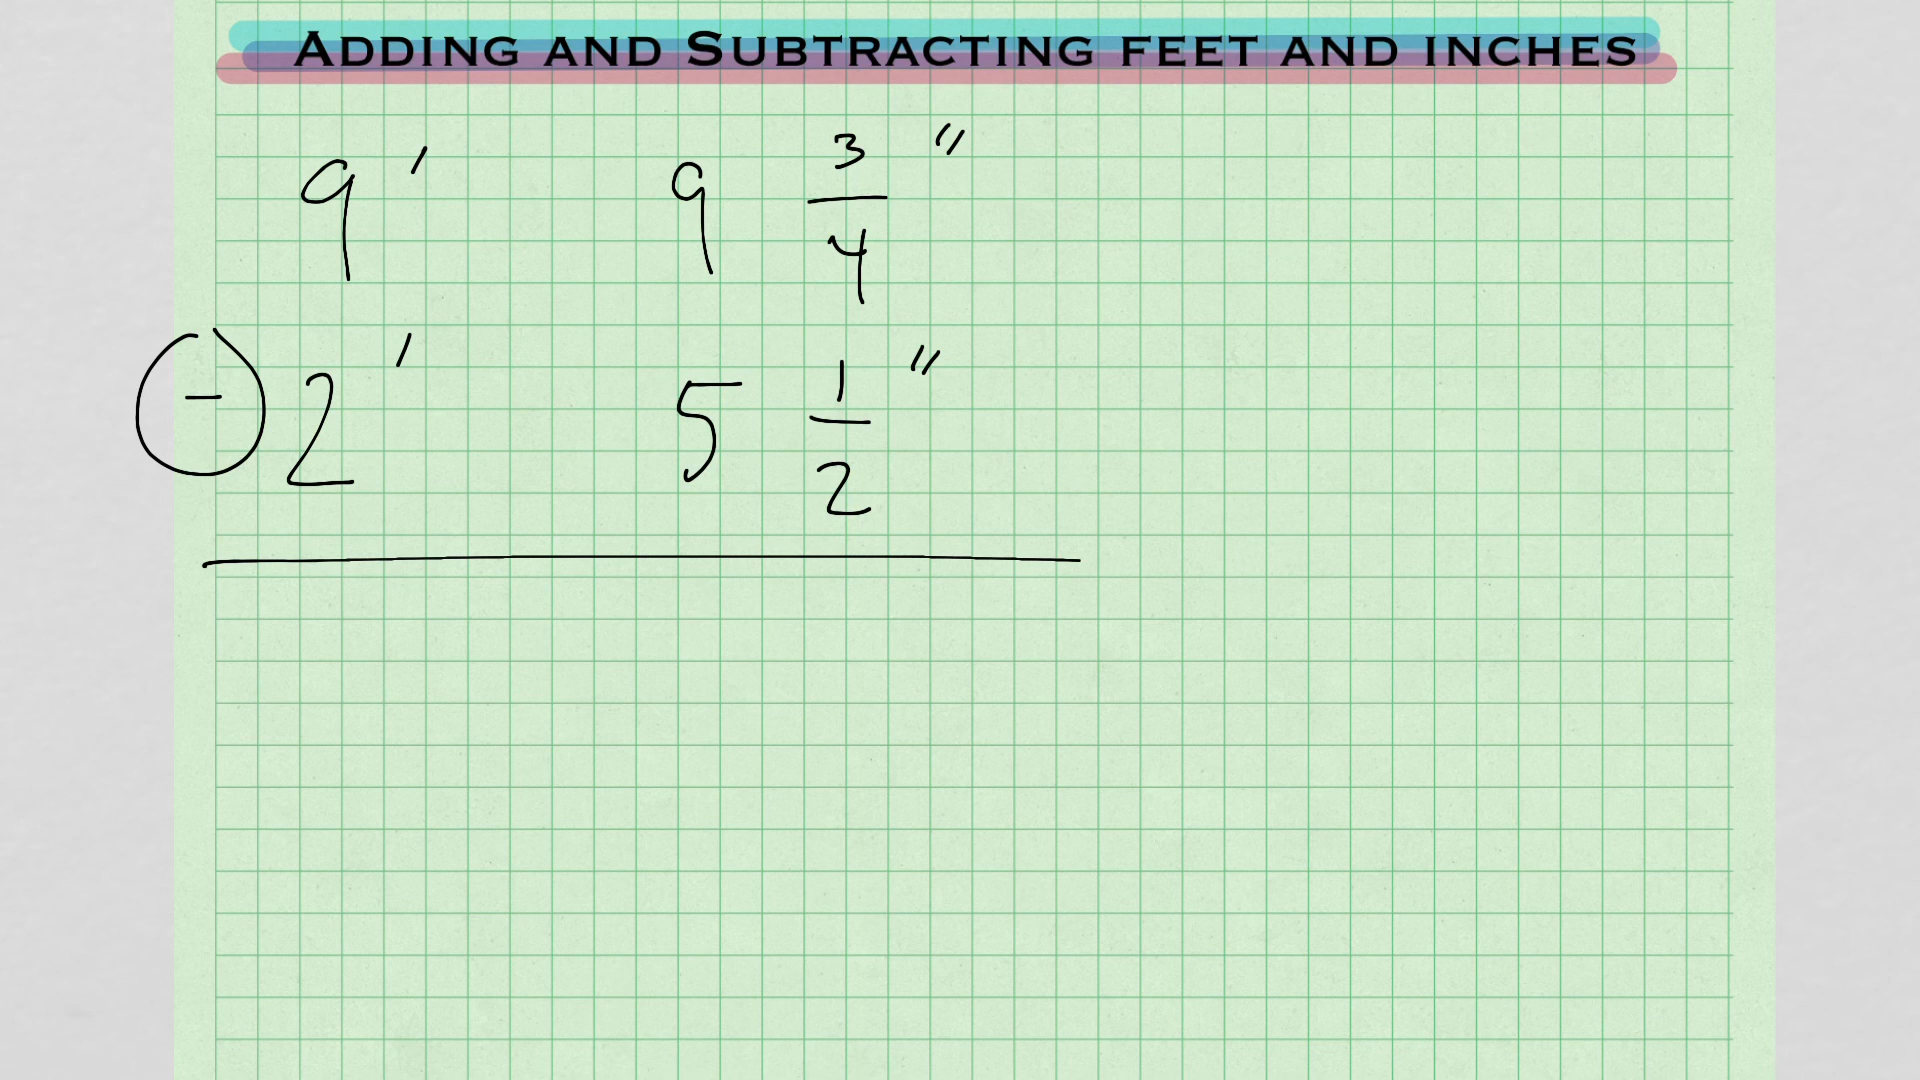 ADDING AND SUBTRACTING FEET AND INCHES
9' 9 3/4"
- 2' 5 1/2"